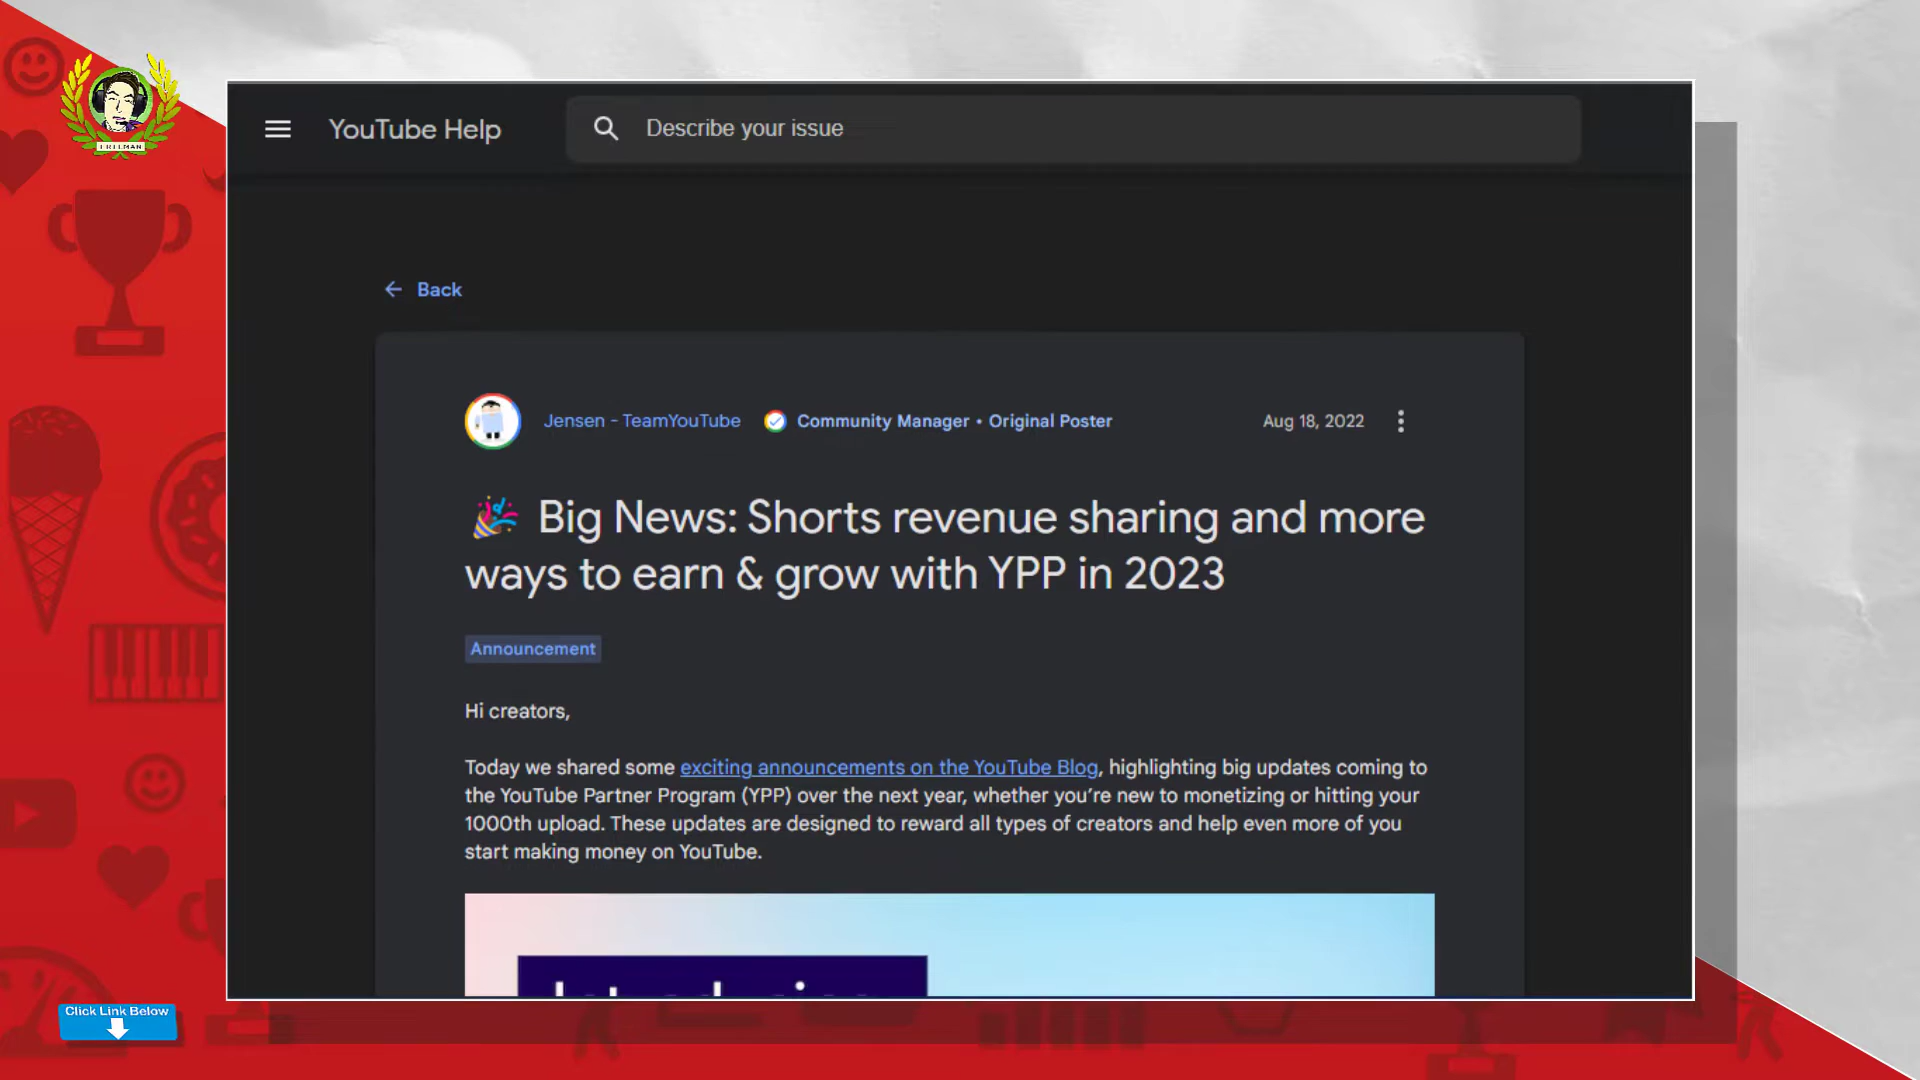 YouTube Help
Describe your issue
Back
Jensen - TeamYouTube
Community Manager • Original Poster
Aug 18, 2022
🎉 Big News: Shorts revenue sharing and more
ways to earn & grow with YPP in 2023
Announcement
Hi creators,
Today we shared some exciting announcements on the YouTube Blog, highlighting big updates coming to
the YouTube Partner Program (YPP) over the next year, whether you’re new to monetizing or hitting your
1000th upload. These updates are designed to reward all types of creators and help even more of you
start making money on YouTube.
Click Link Below